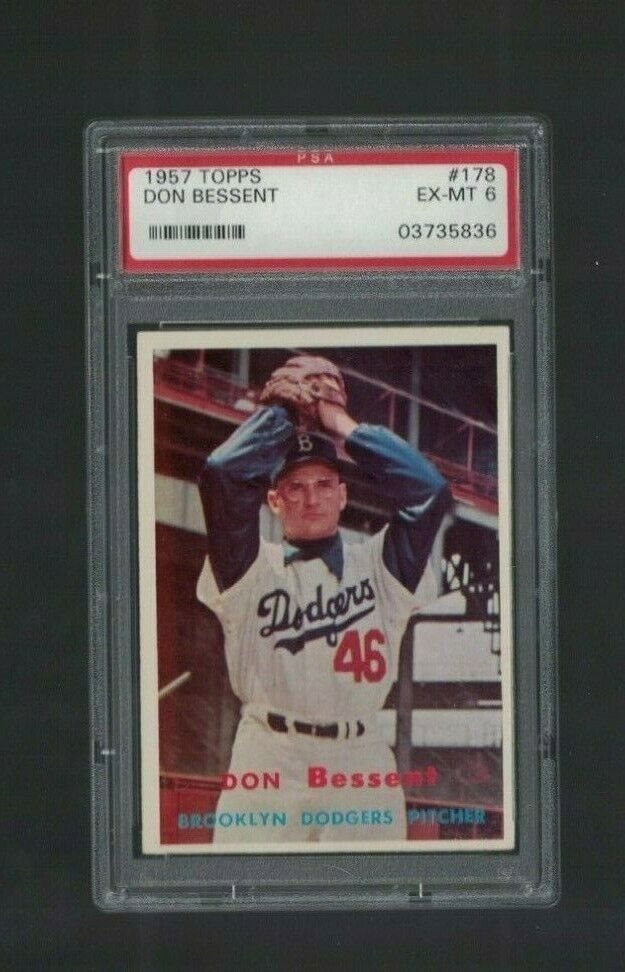 PSA
1957 TOPPS #178
DON BESSENT EX-MT 6
03735836
B
Dodgers
46
DON Bessent
BROOKLYN DODGERS PITCHER